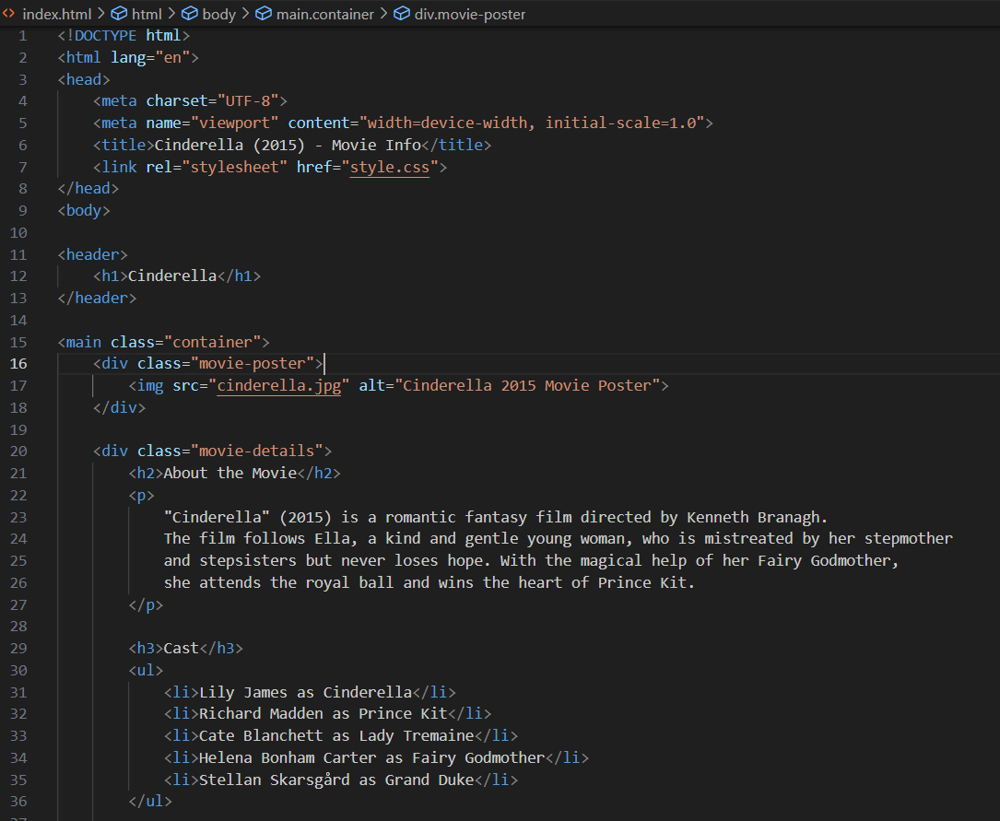 index.html > html > body > main.container > div.movie-poster
1 <!DOCTYPE html>
2 <html lang="en">
3 <head>
4 <meta charset="UTF-8">
5 <meta name="viewport" content="width=device-width, initial-scale=1.0">
6 <title>Cinderella (2015) - Movie Info</title>
7 <link rel="stylesheet" href="style.css">
8 </head>
9 <body>
10
11 <header>
12 <h1>Cinderella</h1>
13 </header>
14
15 <main class="container">
16 <div class="movie-poster">
17 <img src="cinderella.jpg" alt="Cinderella 2015 Movie Poster">
18 </div>
19
20 <div class="movie-details">
21 <h2>About the Movie</h2>
22 <p>
23 "Cinderella" (2015) is a romantic fantasy film directed by Kenneth Branagh.
24 The film follows Ella, a kind and gentle young woman, who is mistreated by her stepmother
25 and stepsisters but never loses hope. With the magical help of her Fairy Godmother,
26 she attends the royal ball and wins the heart of Prince Kit.
27 </p>
28
29 <h3>Cast</h3>
30 <ul>
31 <li>Lily James as Cinderella</li>
32 <li>Richard Madden as Prince Kit</li>
33 <li>Cate Blanchett as Lady Tremaine</li>
34 <li>Helena Bonham Carter as Fairy Godmother</li>
35 <li>Stellan Skarsgård as Grand Duke</li>
36 </ul>